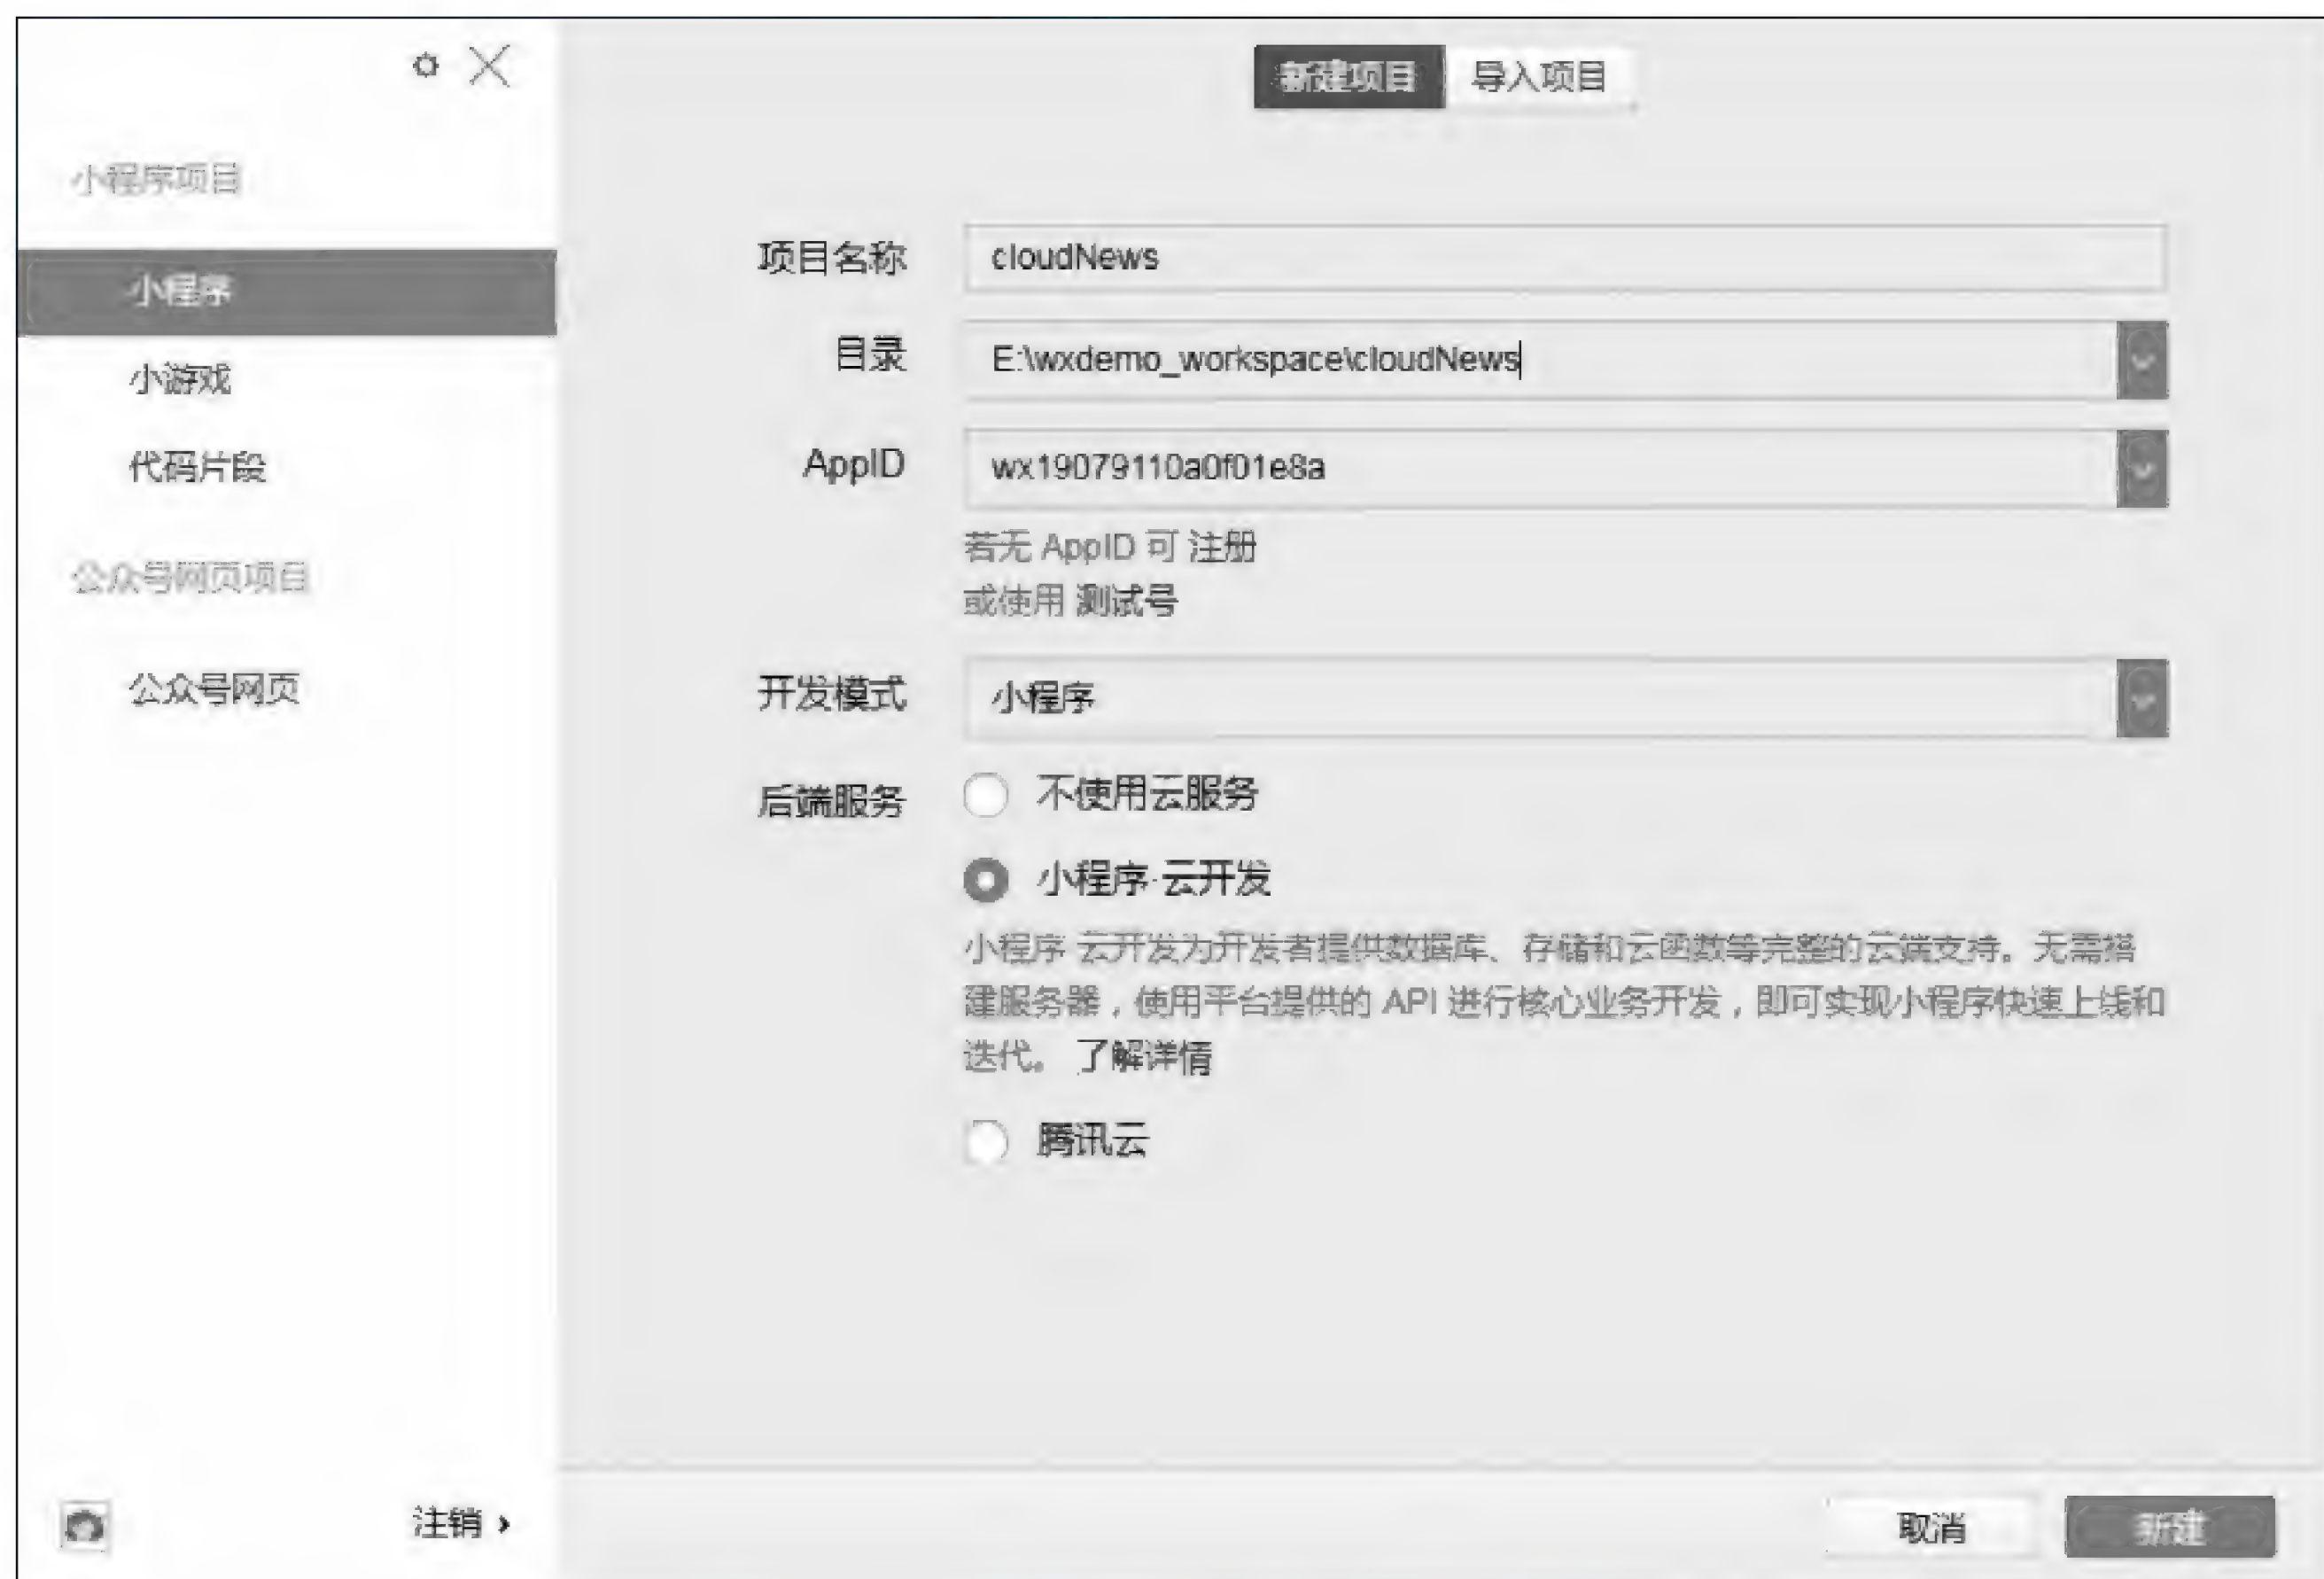 新建项目 导入项目
小程序项目
小程序
小游戏
代码片段
公众号网页项目
公众号网页
注销 ›
项目名称 cloudNews
目录 E:\wxdemo_workspace\cloudNews
AppID wx19079110a0f01e8a
若无 AppID 可 注册
或使用 测试号
开发模式 小程序
后端服务 不使用云服务
小程序·云开发
小程序·云开发为开发者提供数据库、存储和云函数等完整的云端支持。无需搭
建服务器，使用平台提供的 API 进行核心业务开发，即可实现小程序快速上线和
迭代。 了解详情
腾讯云
取消 新建